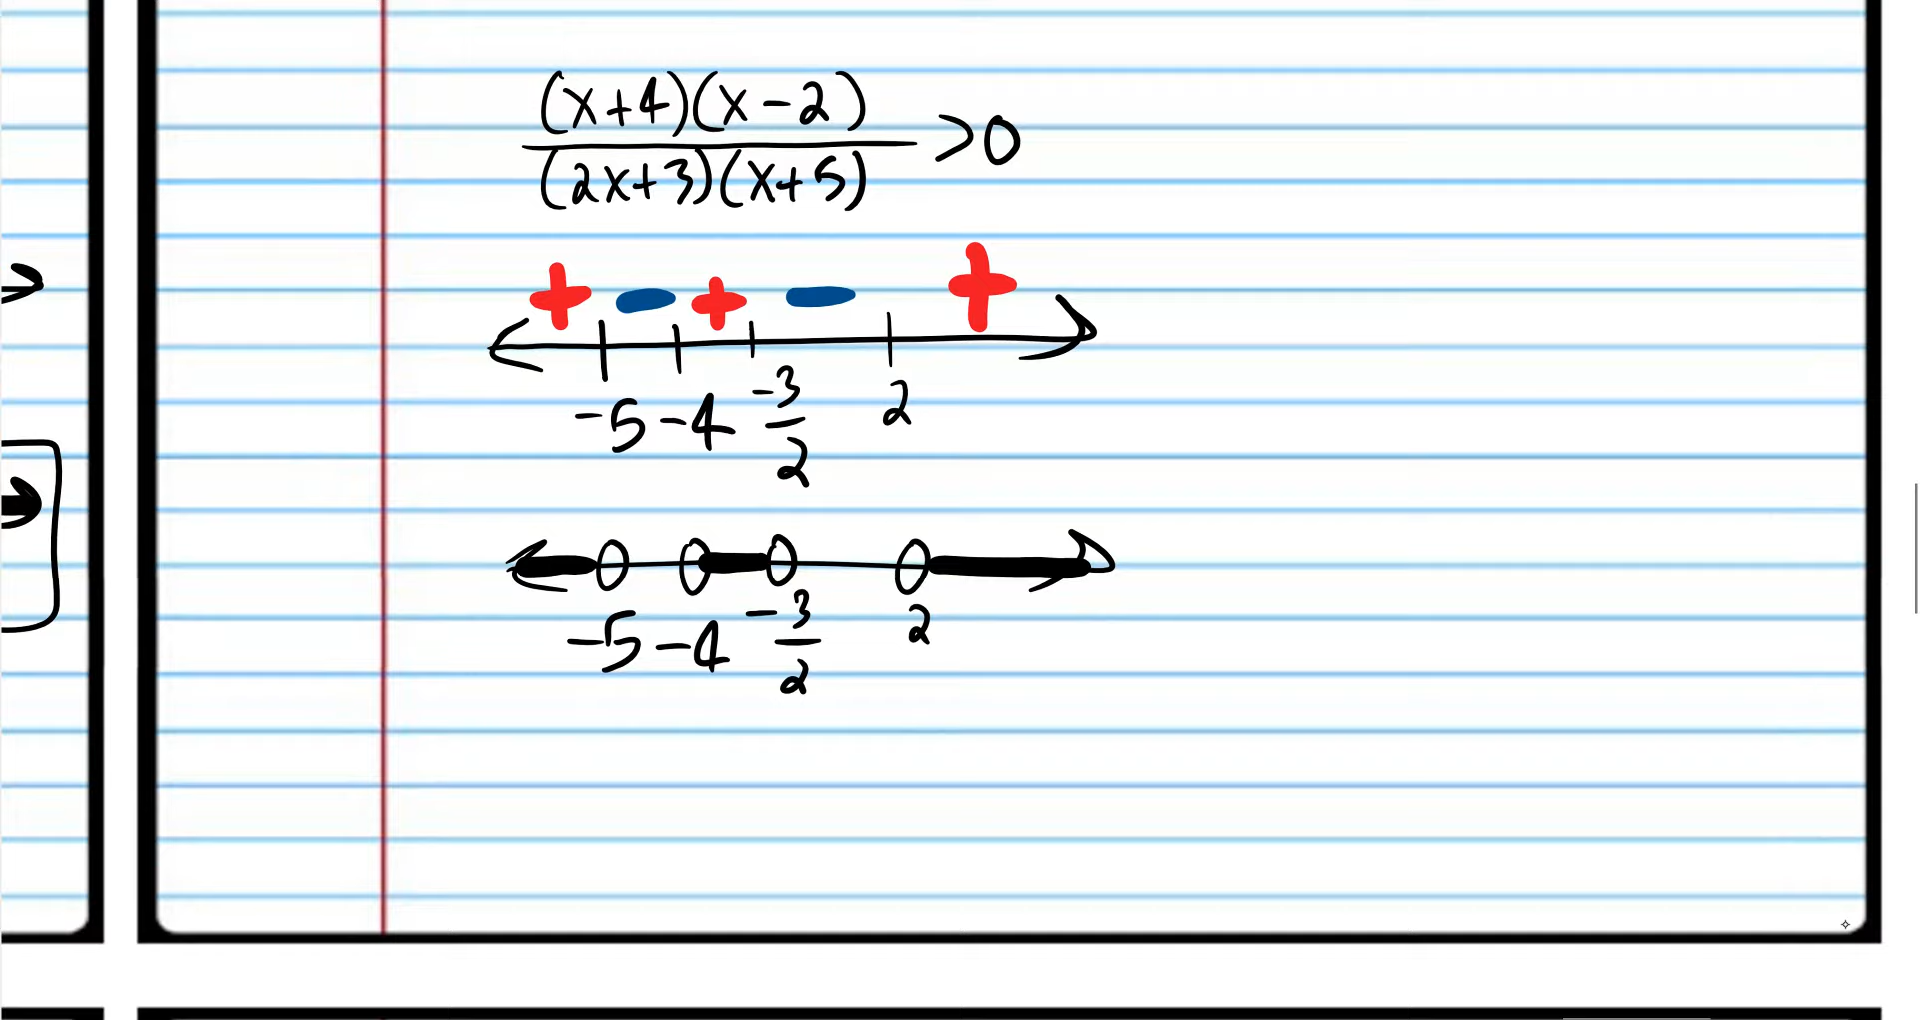 (x+4)(x-2)
(2x+3)(x+5)
>0
+ - + - +
-5 -4 -3/2 2
-5 -4 -3/2 2